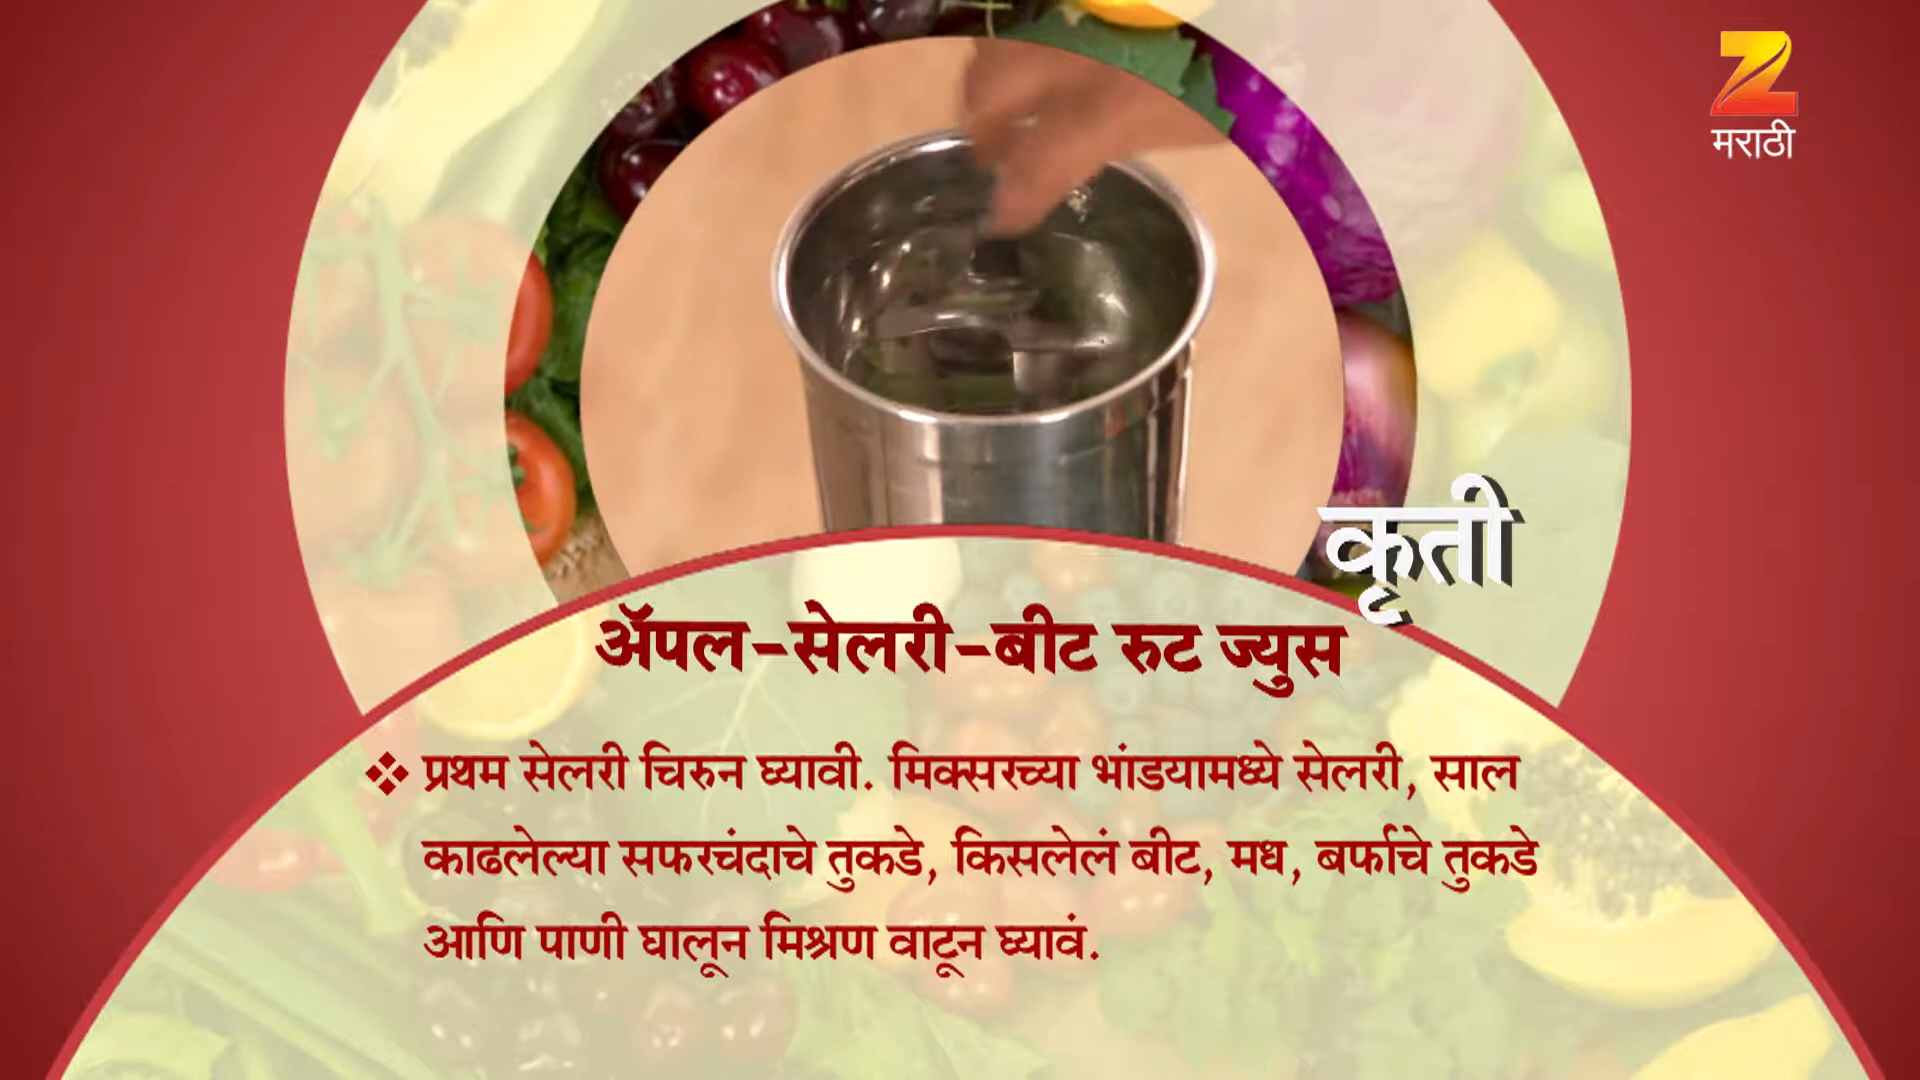 मराठी
कृती
ॲपल-सेलरी-बीट रुट ज्युस
❖ प्रथम सेलरी चिरुन घ्यावी. मिक्सरच्या भांडयामध्ये सेलरी, साल
काढलेल्या सफरचंदाचे तुकडे, किसलेलं बीट, मध, बर्फाचे तुकडे
आणि पाणी घालून मिश्रण वाटून घ्यावं.